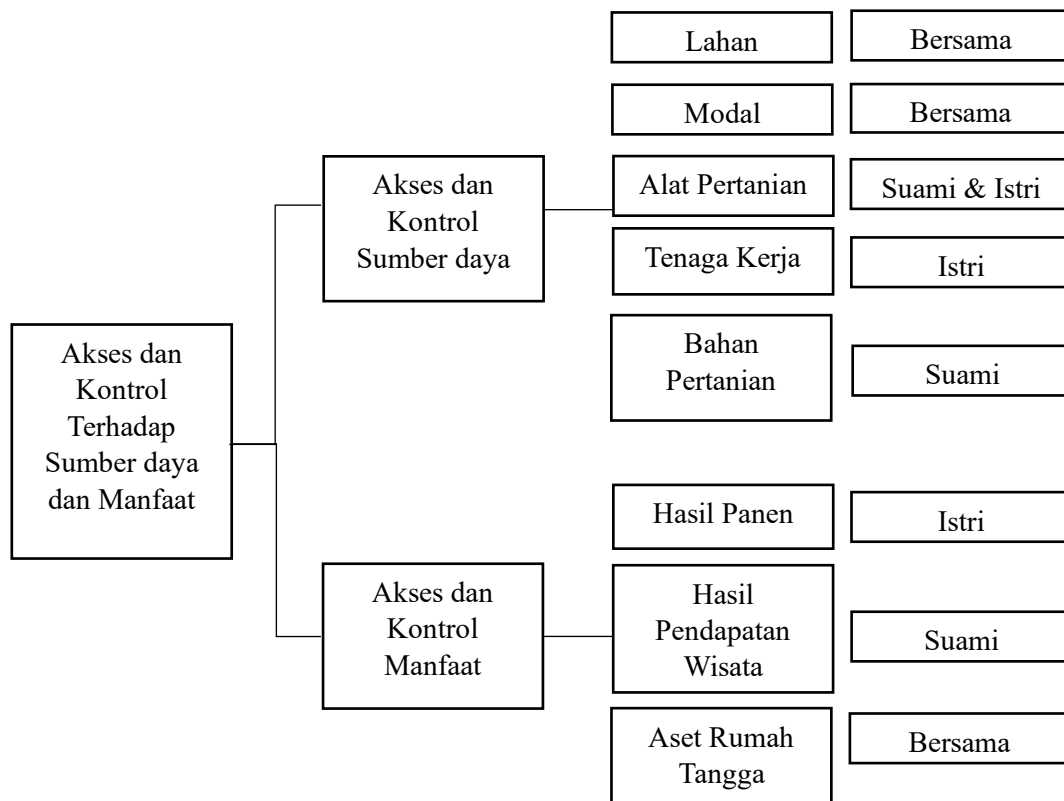 Lahan
Bersama
Modal
Bersama
Akses dan
Kontrol
Sumber daya
Alat Pertanian
Suami & Istri
Tenaga Kerja
Istri
Akses dan
Kontrol
Terhadap
Sumber daya
dan Manfaat
Bahan
Pertanian
Suami
Hasil Panen
Istri
Akses dan
Kontrol
Manfaat
Hasil
Pendapatan
Wisata
Suami
Aset Rumah
Tangga
Bersama